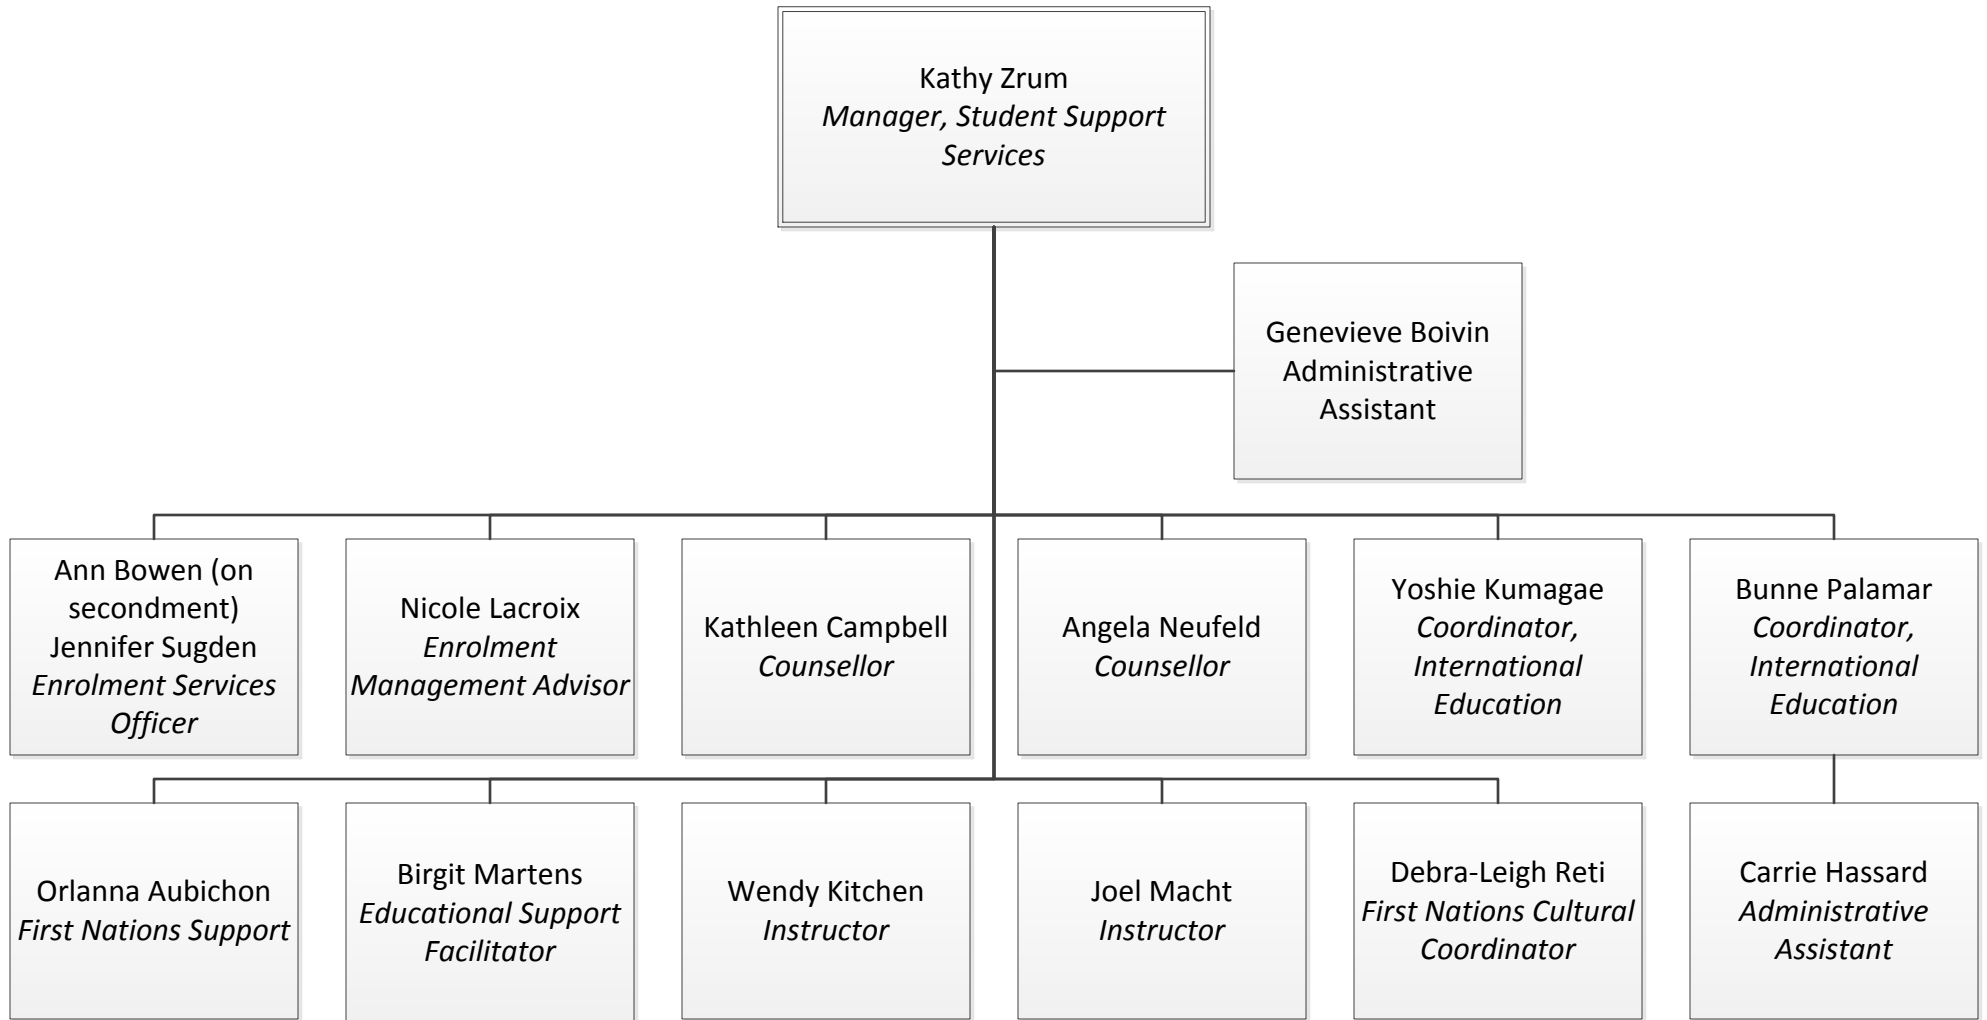 Kathy Zrum
Manager, Student Support
Services
Genevieve Boivin
Administrative
Assistant
Ann Bowen (on
secondment)
Jennifer Sugden
Enrolment Services
Officer
Nicole Lacroix
Enrolment
Management Advisor
Kathleen Campbell
Counsellor
Angela Neufeld
Counsellor
Yoshie Kumagae
Coordinator,
International
Education
Bunne Palamar
Coordinator,
International
Education
Orlanna Aubichon
First Nations Support
Birgit Martens
Educational Support
Facilitator
Wendy Kitchen
Instructor
Joel Macht
Instructor
Debra-Leigh Reti
First Nations Cultural
Coordinator
Carrie Hassard
Administrative
Assistant